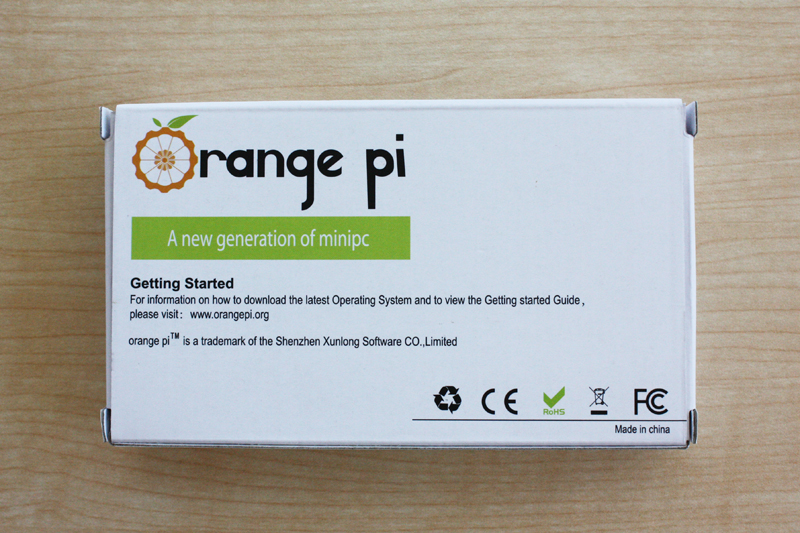 Orange pi
A new generation of minipc
Getting Started
For information on how to download the latest Operating System and to view the Getting started Guide,
please visit: www.orangepi.org
orange pi™ is a trademark of the Shenzhen Xunlong Software CO.,Limited
CE RoHS FC
Made in china